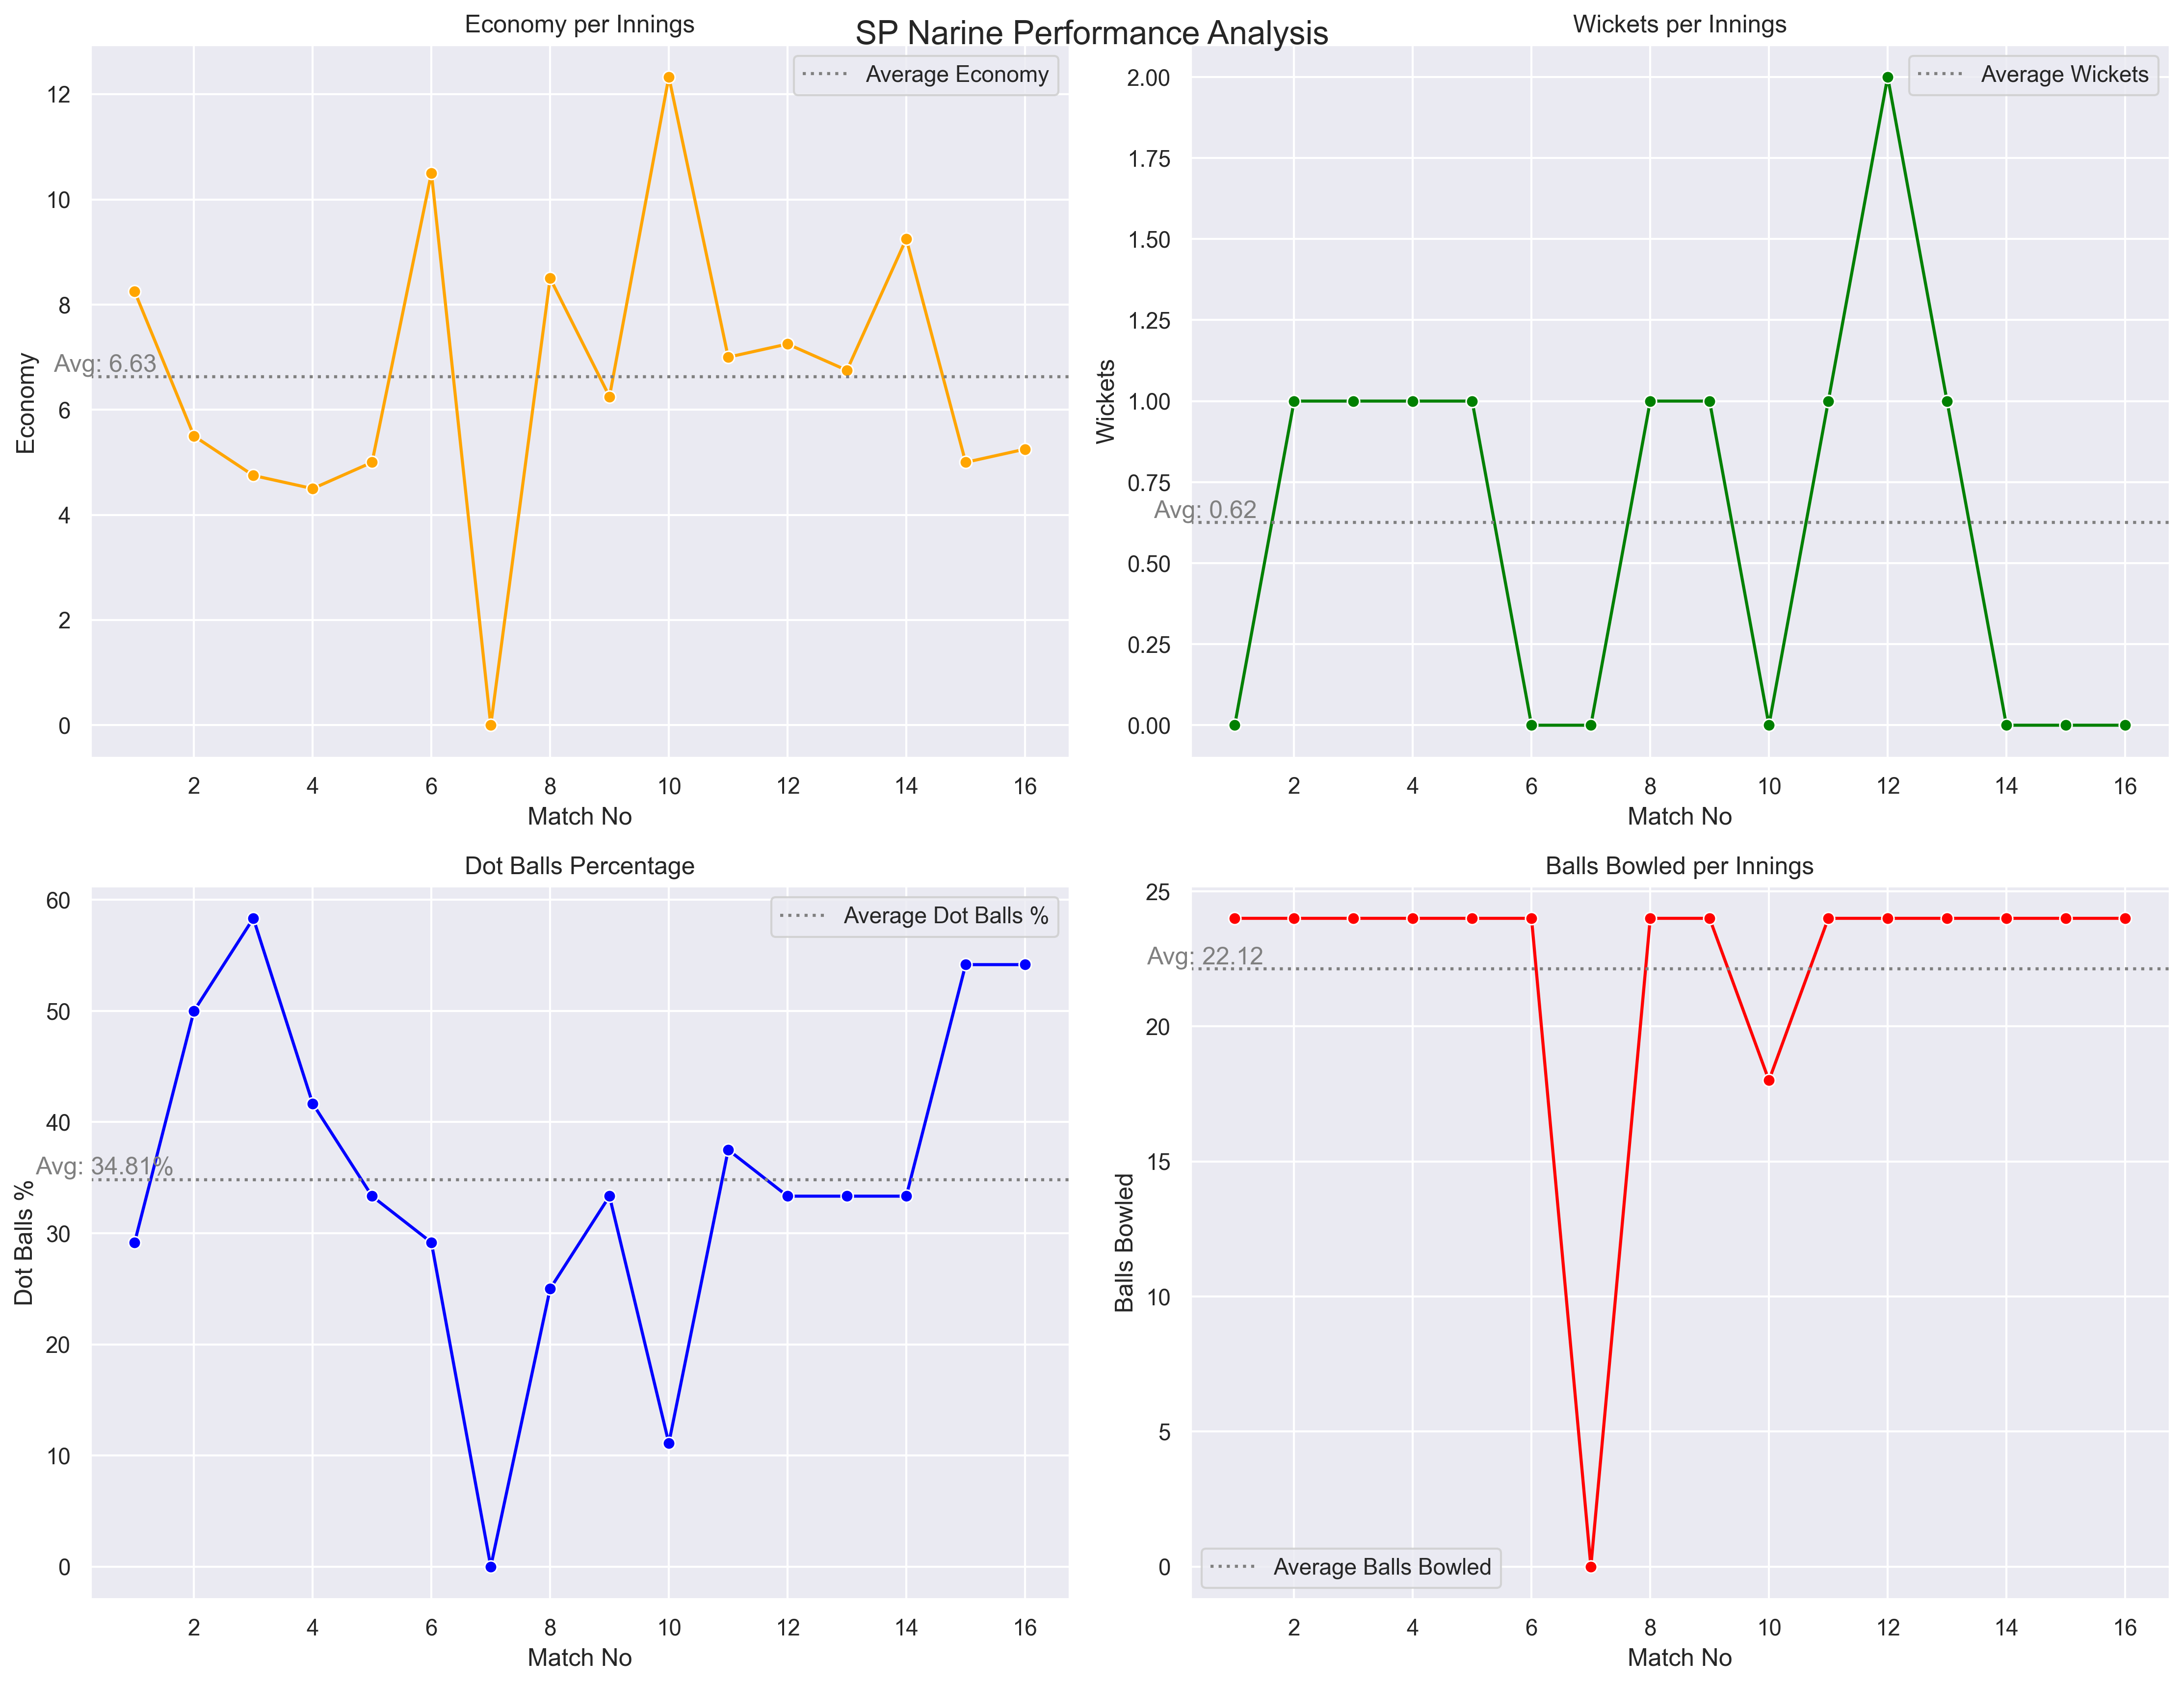 SP Narine Performance Analysis
Economy per Innings
Average Economy
Avg: 6.63
Economy
12
10
8
6
4
2
0
2 4 6 8 10 12 14 16
Match No
Wickets per Innings
Average Wickets
Avg: 0.62
Wickets
2.00
1.75
1.50
1.25
1.00
0.75
0.50
0.25
0.00
2 4 6 8 10 12 14 16
Match No
Dot Balls Percentage
Average Dot Balls %
Avg: 34.81%
Dot Balls %
60
50
40
30
20
10
0
2 4 6 8 10 12 14 16
Match No
Balls Bowled per Innings
Avg: 22.12
Balls Bowled
25
20
15
10
5
0
Average Balls Bowled
2 4 6 8 10 12 14 16
Match No